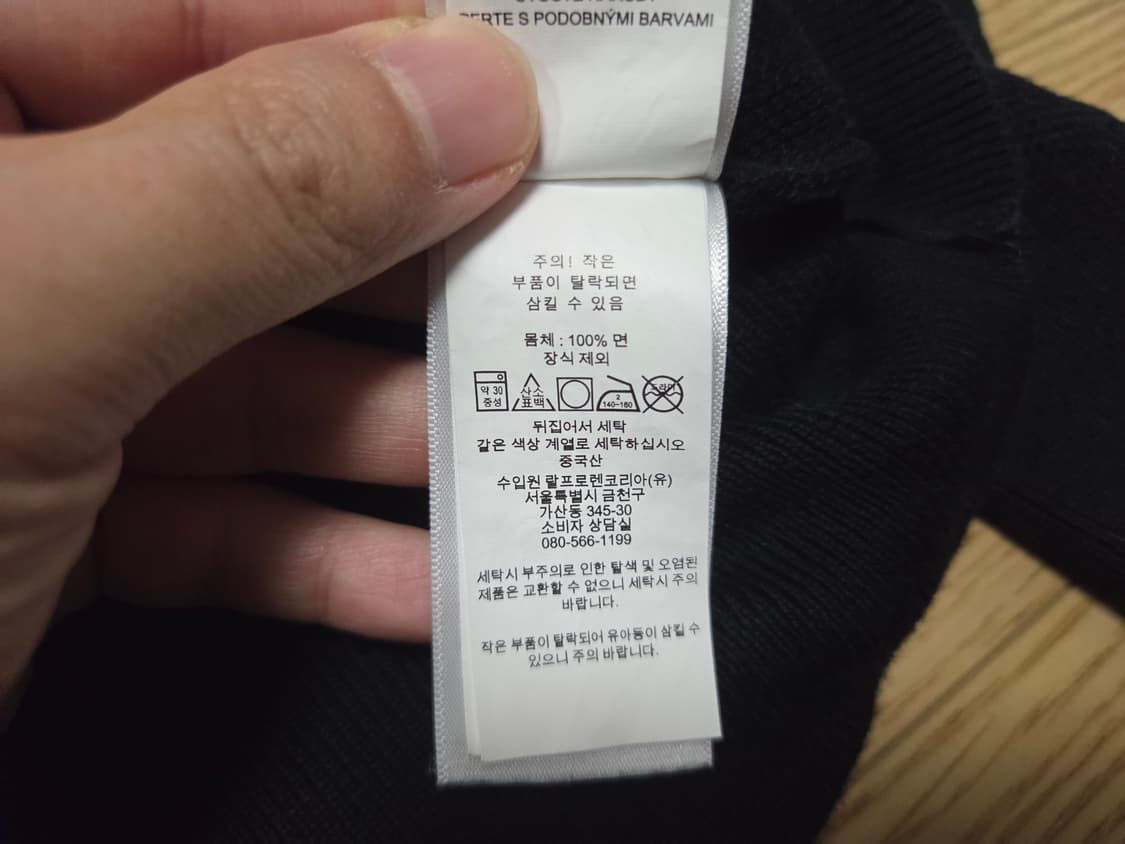 PERTE S PODOBNÝMI BARVAMI
주의! 작은
부품이 탈락되면
삼킬 수 있음
몸체 : 100% 면
장식 제외
약 30
중성
산소
표백
2
140~160
드라이
뒤집어서 세탁
같은 색상 계열로 세탁하십시오
중국산
수입원 랄프로렌코리아(유)
서울특별시 금천구
가산동 345-30
소비자 상담실
080-566-1199
세탁시 부주의로 인한 탈색 및 오염된
제품은 교환할 수 없으니 세탁시 주의
바랍니다.
작은 부품이 탈락되어 유아등이 삼킬 수
있으니 주의 바랍니다.